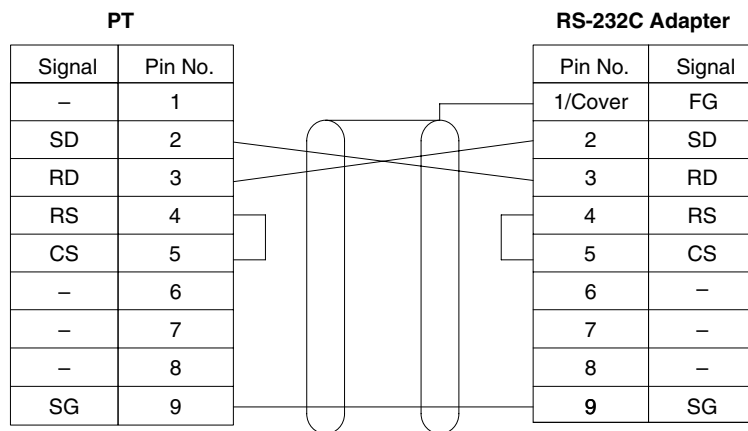 PT RS-232C Adapter
Signal Pin No. Pin No. Signal
– 1 1/Cover FG
SD 2 2 SD
RD 3 3 RD
RS 4 4 RS
CS 5 5 CS
– 6 6 –
– 7 7 –
– 8 8 –
SG 9 9 SG